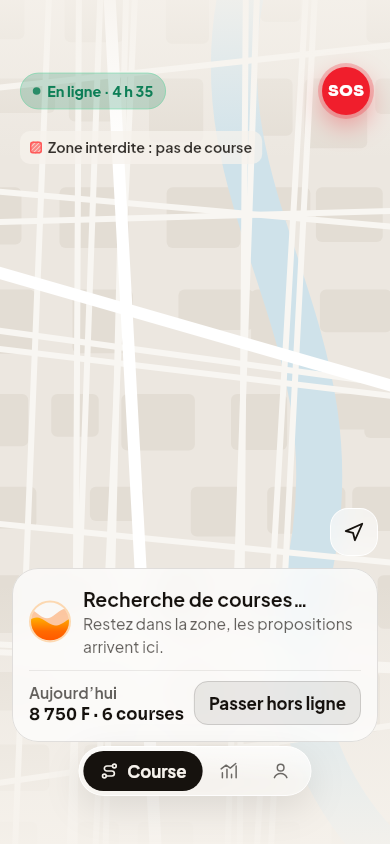 En ligne · 4 h 35
SOS
Zone interdite : pas de course
Recherche de courses…
Restez dans la zone, les propositions
arrivent ici.
Aujourd’hui
8 750 F · 6 courses
Passer hors ligne
Course